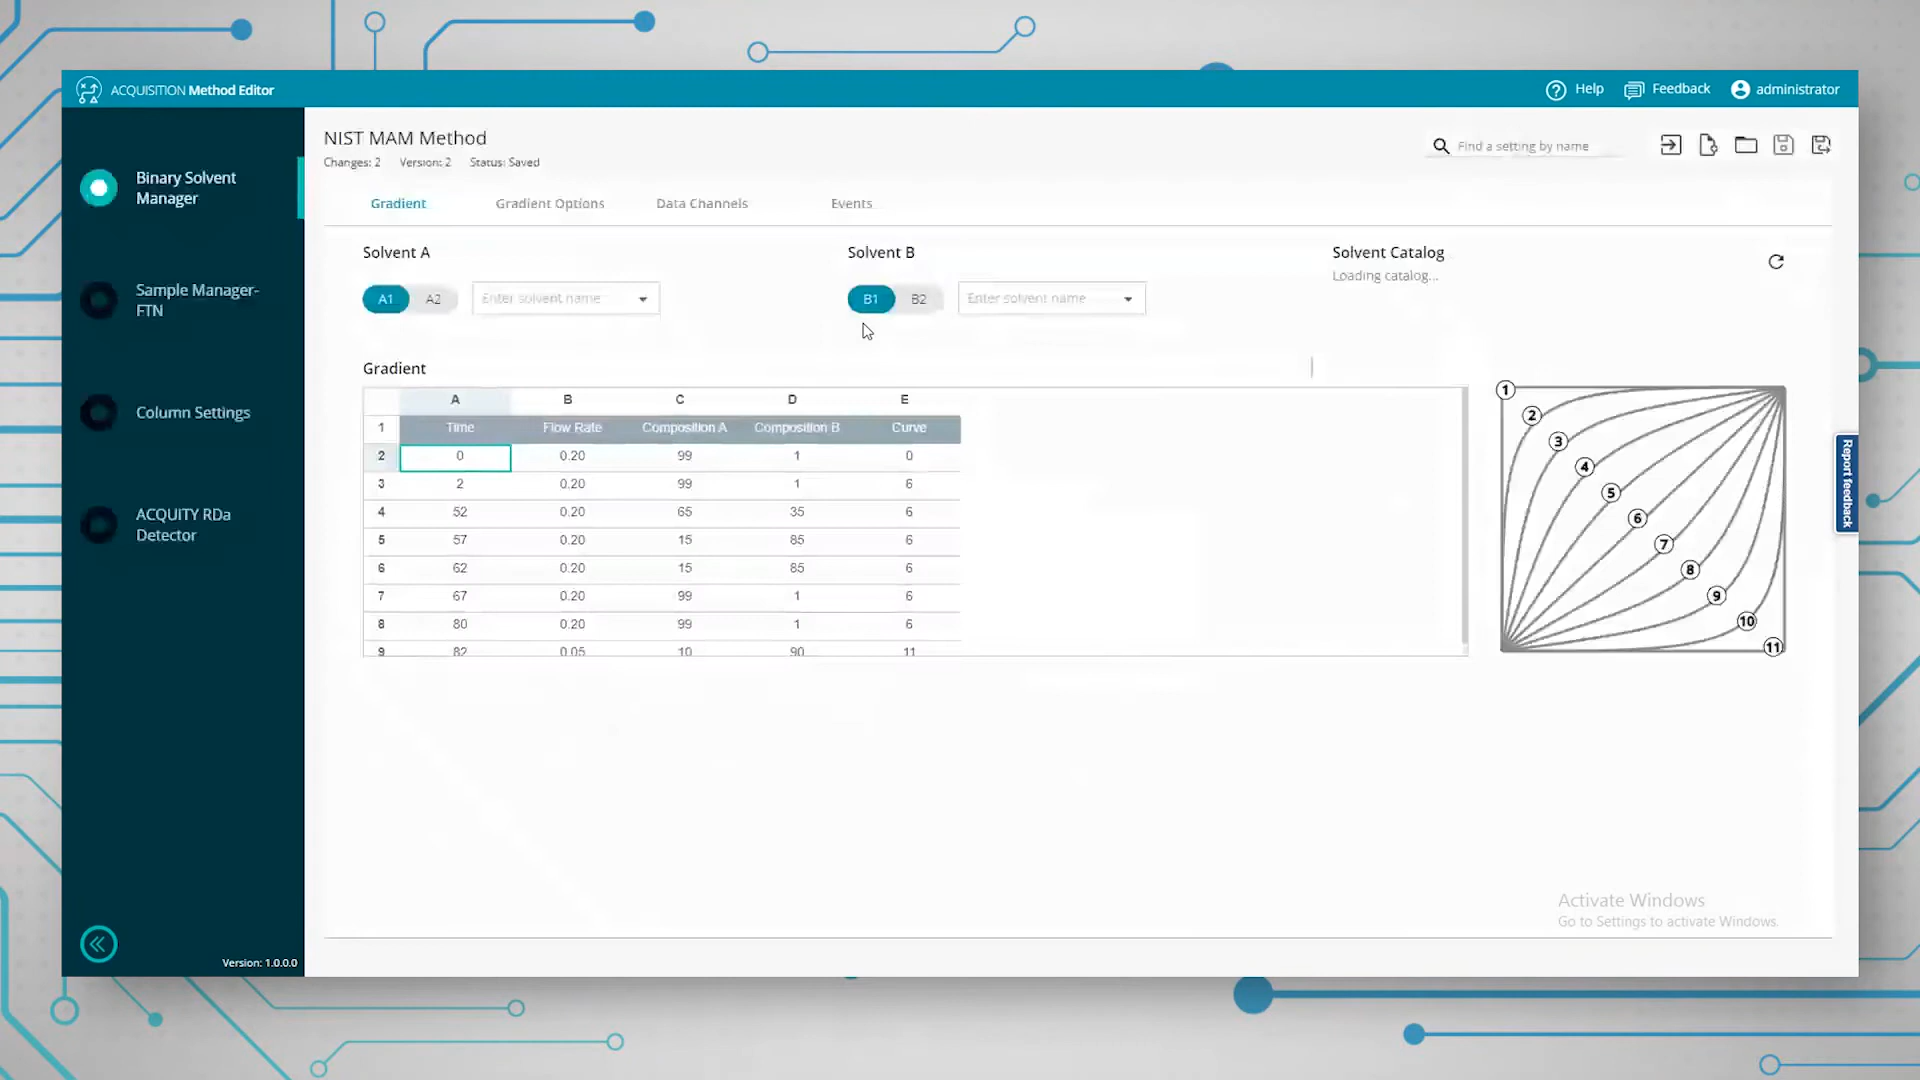 ACQUISITION Method Editor
Help
Feedback
administrator
NIST MAM Method
Changes: 2 Version: 2 Status: Saved
Find a setting by name
Binary Solvent
Manager
Sample Manager-
FTN
Column Settings
ACQUITY RDa
Detector
Version: 1.0.0.0
Gradient Gradient Options Data Channels Events
Solvent A
A1 A2 Enter solvent name
Solvent B
B1 B2 Enter solvent name
Solvent Catalog
Loading catalog...
Gradient
A B C D E
1 Time Flow Rate Composition A Composition B Curve
2 0 0.20 99 1 0
3 2 0.20 99 1 6
4 52 0.20 65 35 6
5 57 0.20 15 85 6
6 62 0.20 15 85 6
7 67 0.20 99 1 6
8 80 0.20 99 1 6
9 82 0.05 10 90 11
1
2
3
4
5
6
7
8
9
10
11
Report feedback
Activate Windows
Go to Settings to activate Windows.